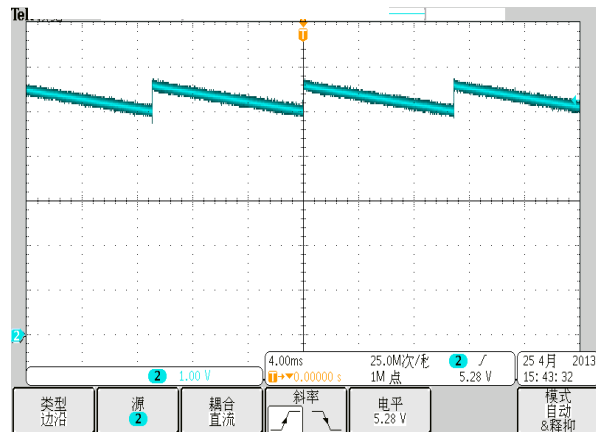 Tel
T
2
2 1.00 V
4.00ms 25.0M次/秒 2
T→▼0.00000 s 1M 点 5.28 V
25 4月 2013
15:43:32
类型
边沿
源
2
耦合
直流
斜率
电平
5.28 V
模式
自动
&释抑